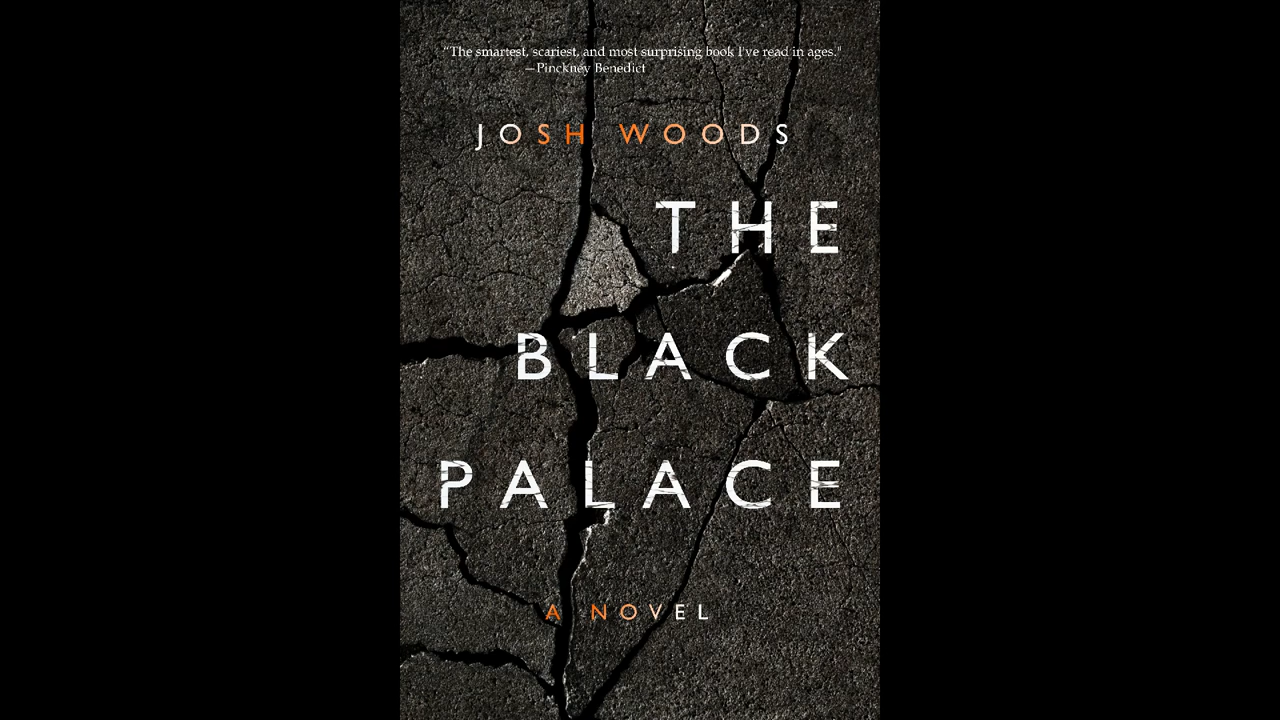 “The smartest, scariest, and most surprising book I've read in ages."
—Pinckney Benedict
JOSH WOODS
THE
BLACK
PALACE
A NOVEL